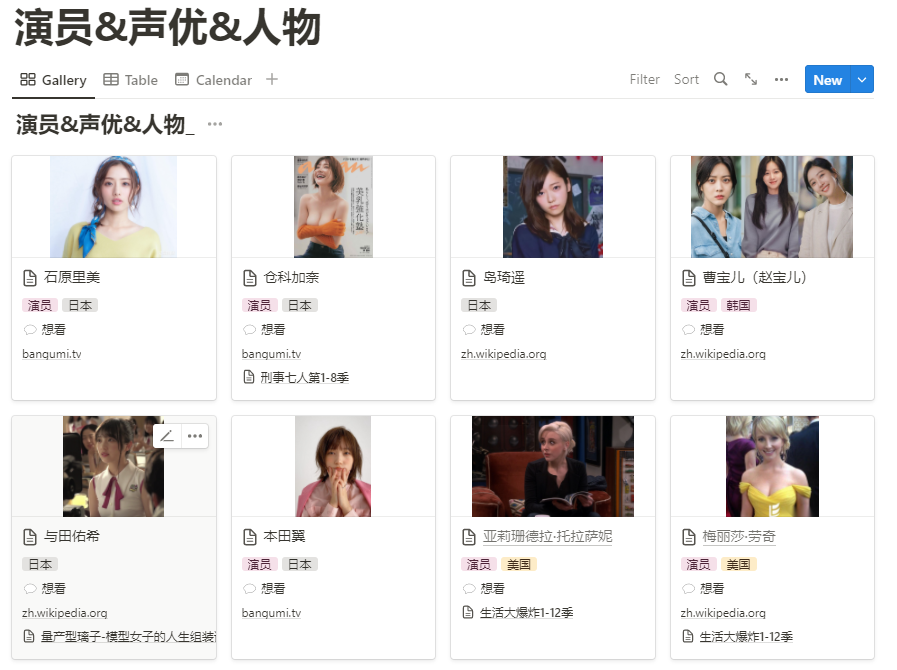 演员&声优&人物
Gallery Table Calendar Filter Sort New
演员&声优&人物_
石原里美
演员 日本
想看
bangumi.tv
仓科加奈
演员 日本
想看
bangumi.tv
刑事七人第1-8季
岛琦遥
日本
想看
zh.wikipedia.org
曹宝儿（赵宝儿）
演员 韩国
想看
zh.wikipedia.org
与田佑希
日本
想看
zh.wikipedia.org
量产型璃子-模型女子的人生组装
本田翼
演员 日本
想看
bangumi.tv
亚莉珊德拉·托拉萨妮
演员 美国
想看
生活大爆炸1-12季
梅丽莎·劳奇
演员 美国
想看
zh.wikipedia.org
生活大爆炸1-12季